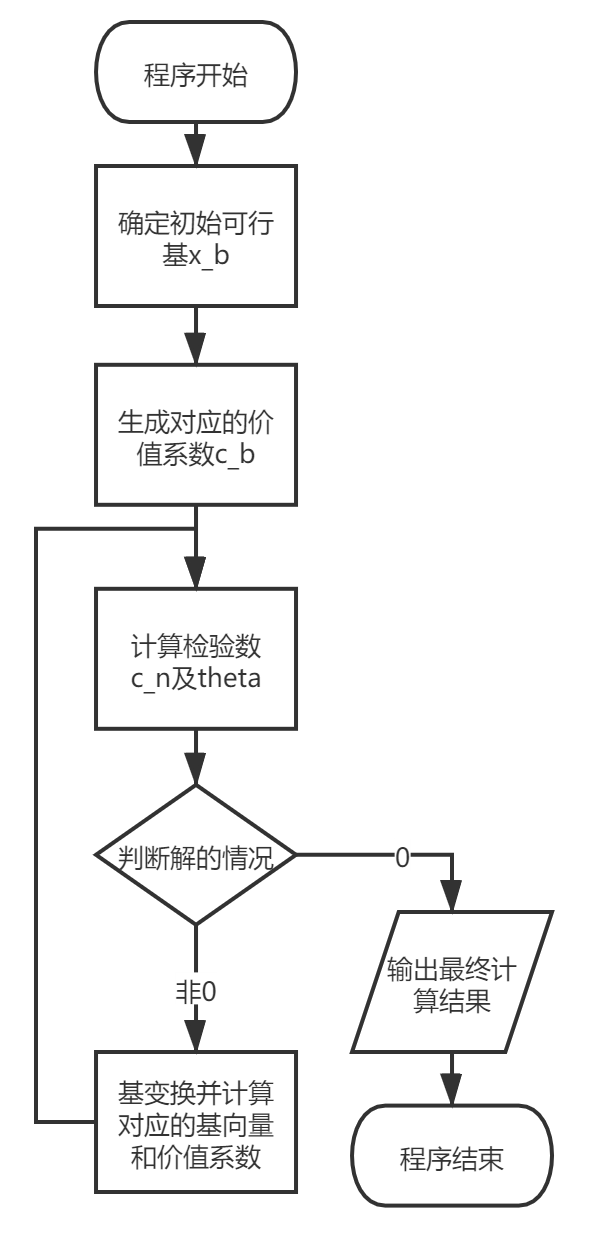 程序开始
确定初始可行
基x_b
生成对应的价
值系数c_b
计算检验数
c_n及theta
判断解的情况
0
输出最终计
算结果
非0
基变换并计算
对应的基向量
和价值系数
程序结束